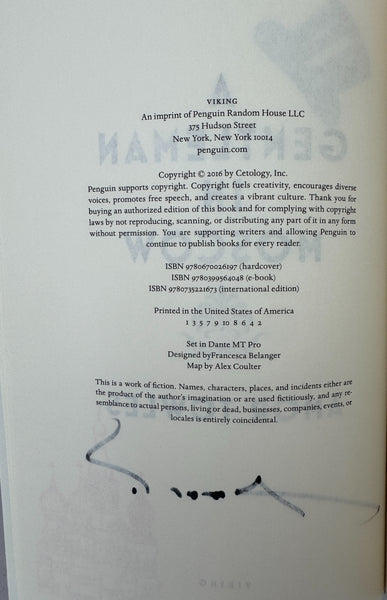 VIKING
An imprint of Penguin Random House LLC
375 Hudson Street
New York, New York 10014
penguin.com
Copyright © 2016 by Cetology, Inc.
Penguin supports copyright. Copyright fuels creativity, encourages diverse
voices, promotes free speech, and creates a vibrant culture. Thank you for
buying an authorized edition of this book and for complying with copyright
laws by not reproducing, scanning, or distributing any part of it in any form
without permission. You are supporting writers and allowing Penguin to
continue to publish books for every reader.
ISBN 9780670026197 (hardcover)
ISBN 9780399564048 (e-book)
ISBN 9780735221673 (international edition)
Printed in the United States of America
1 3 5 7 9 10 8 6 4 2
Set in Dante MT Pro
Designed byFrancesca Belanger
Map by Alex Coulter
This is a work of fiction. Names, characters, places, and incidents either are
the product of the author's imagination or are used fictitiously, and any re-
semblance to actual persons, living or dead, businesses, companies, events, or
locales is entirely coincidental.